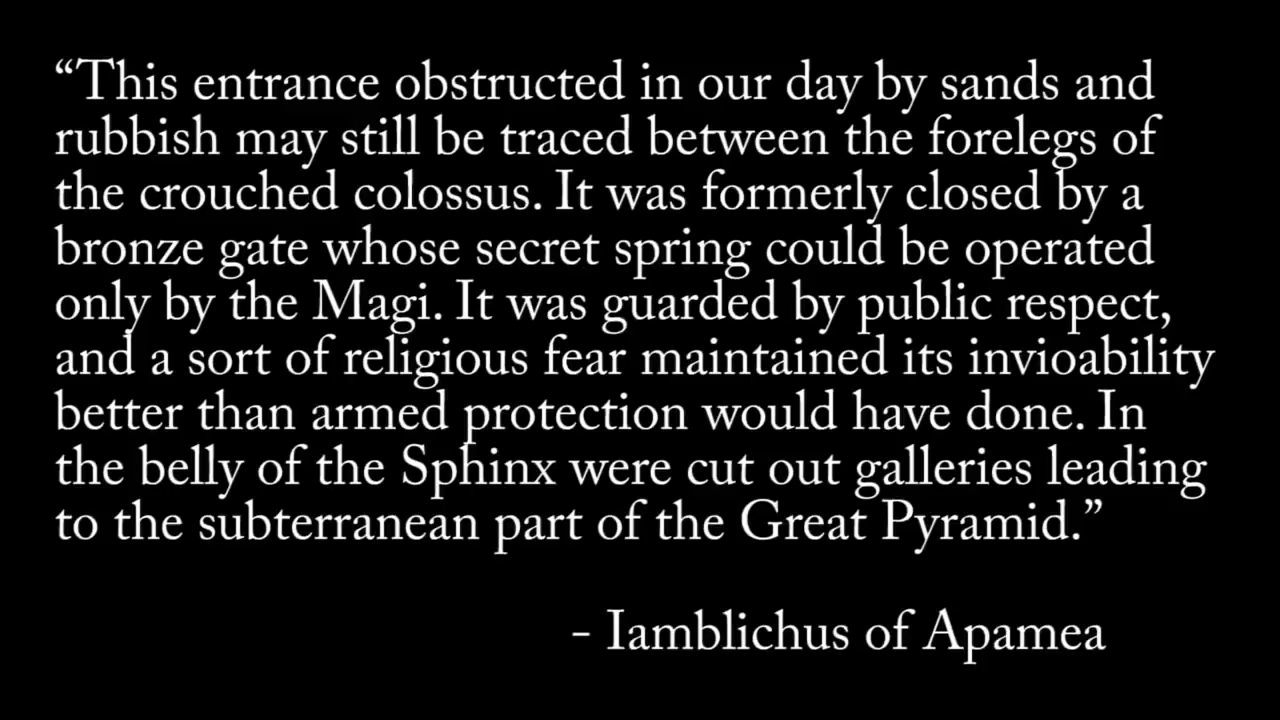 “This entrance obstructed in our day by sands and
rubbish may still be traced between the forelegs of
the crouched colossus. It was formerly closed by a
bronze gate whose secret spring could be operated
only by the Magi. It was guarded by public respect,
and a sort of religious fear maintained its invioability
better than armed protection would have done. In
the belly of the Sphinx were cut out galleries leading
to the subterranean part of the Great Pyramid.”
- Iamblichus of Apamea